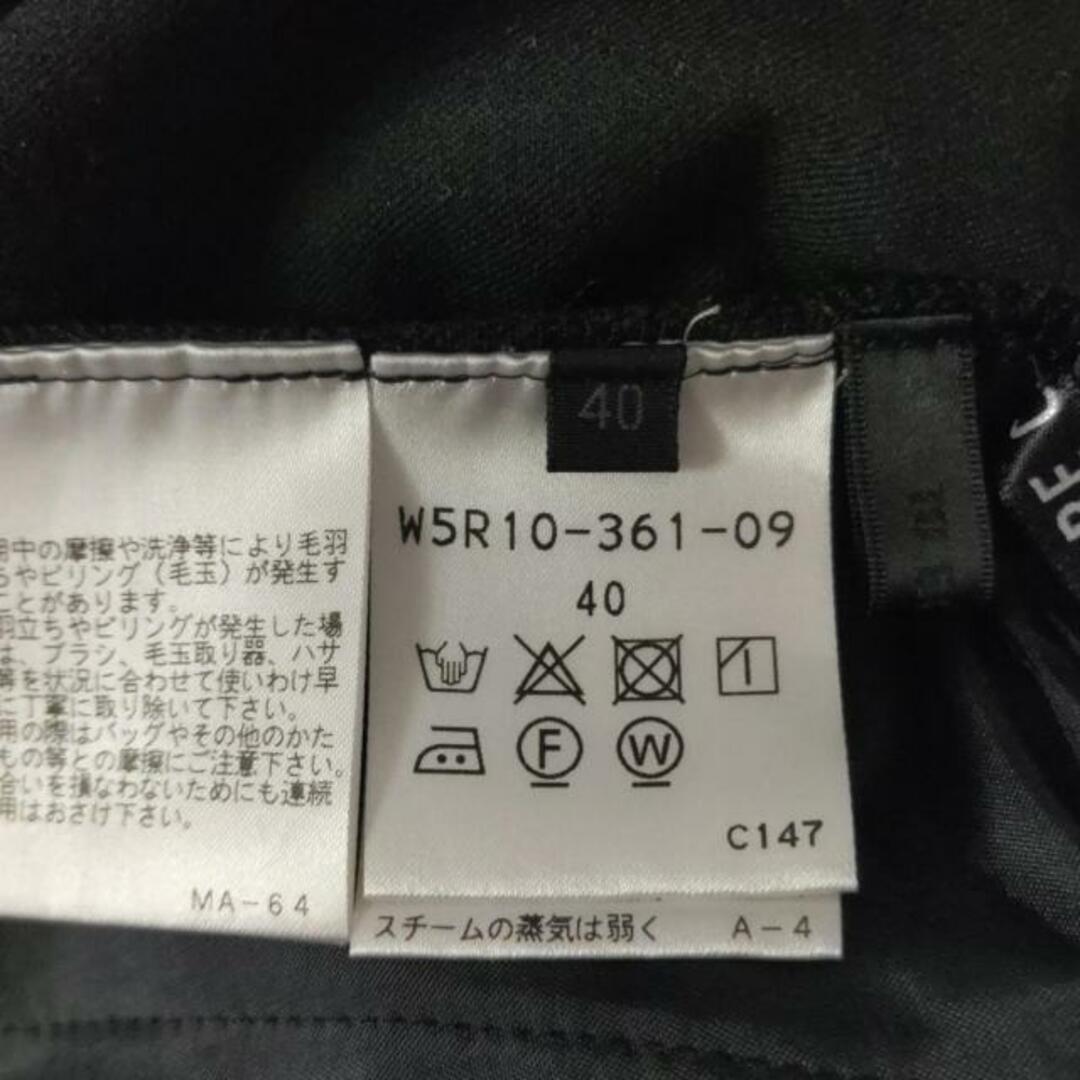 中の摩擦や洗浄等により毛羽
ちやピリング(毛玉)が発生す
ことがあります。
羽立ちやピリングが発生した場
は、ブラシ、毛玉取り器、ハサ
等を状況に合わせて使いわけ早
に丁寧に取り除いて下さい。
用の際はバッグやその他のかた
もの等との摩擦にご注意下さい。
合いを損なわないためにも連続
用はおさけ下さい。
MA-64
40
W5R10-361-09
40
F W
C147
スチームの蒸気は弱く A-4